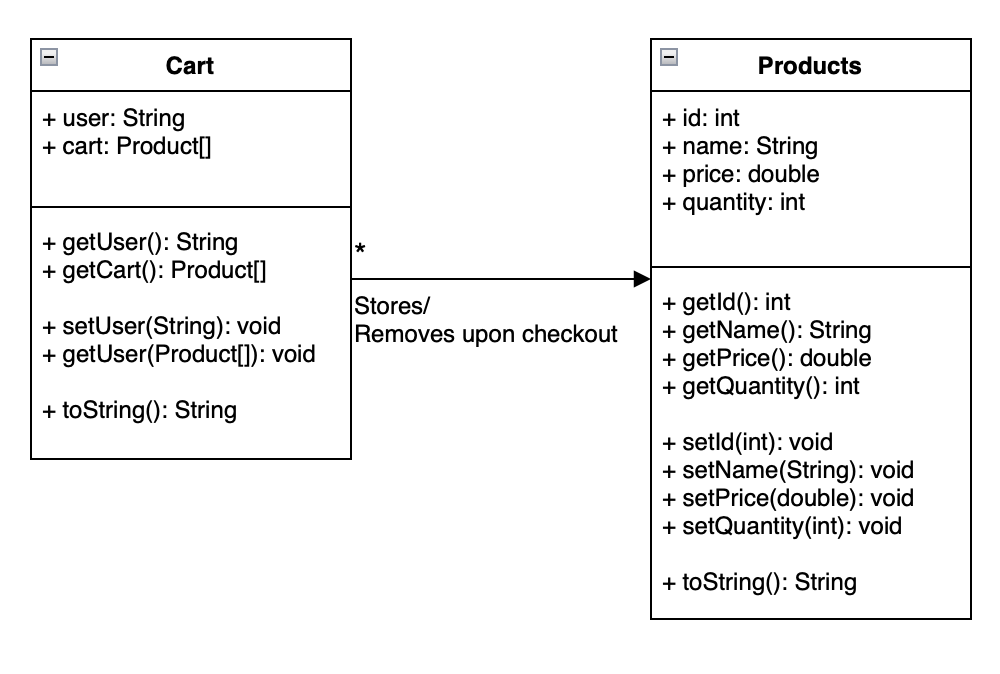 Cart
+ user: String
+ cart: Product[]
+ getUser(): String
+ getCart(): Product[]
+ setUser(String): void
+ getUser(Product[]): void
+ toString(): String
*
Stores/
Removes upon checkout
Products
+ id: int
+ name: String
+ price: double
+ quantity: int
+ getId(): int
+ getName(): String
+ getPrice(): double
+ getQuantity(): int
+ setId(int): void
+ setName(String): void
+ setPrice(double): void
+ setQuantity(int): void
+ toString(): String